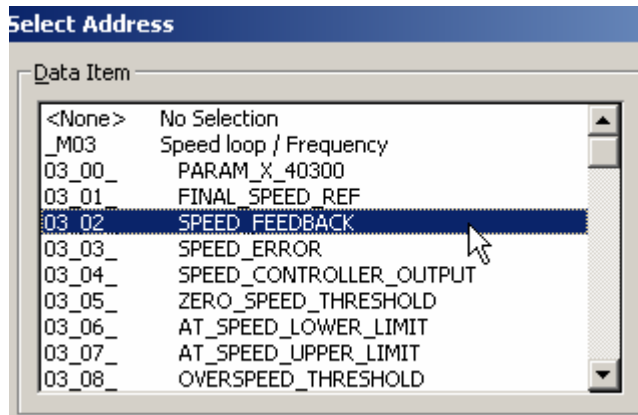 Select Address
Data Item
<None> No Selection
_M03 Speed loop / Frequency
03_00_ PARAM_X_40300
03_01_ FINAL_SPEED_REF
03_02_ SPEED_FEEDBACK
03_03_ SPEED_ERROR
03_04_ SPEED_CONTROLLER_OUTPUT
03_05_ ZERO_SPEED_THRESHOLD
03_06_ AT_SPEED_LOWER_LIMIT
03_07_ AT_SPEED_UPPER_LIMIT
03_08_ OVERSPEED_THRESHOLD